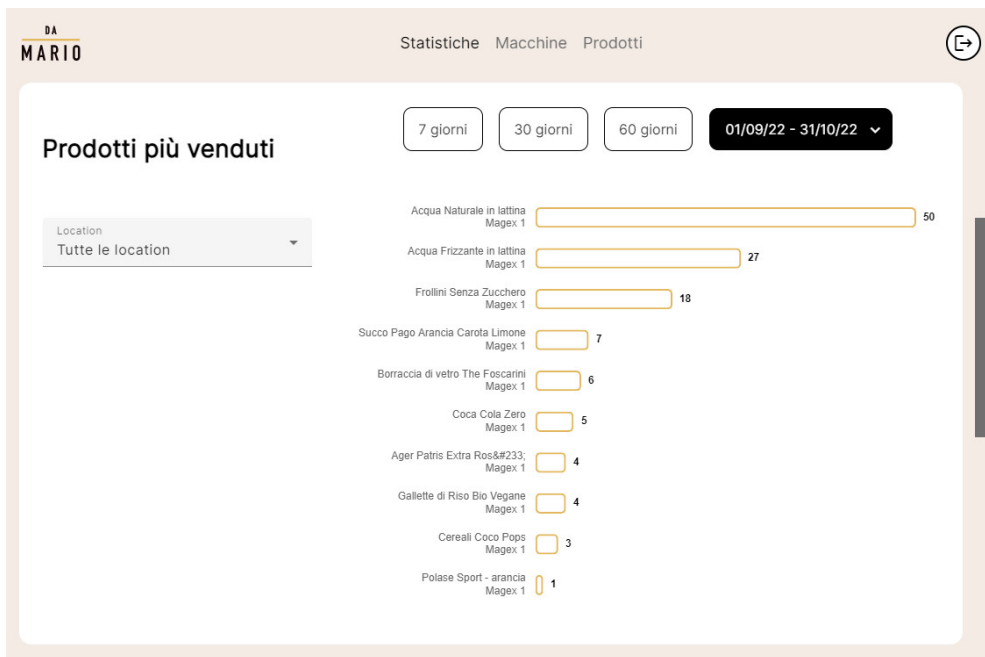 DA
MARIO
Statistiche Macchine Prodotti
7 giorni 30 giorni 60 giorni 01/09/22 - 31/10/22
Prodotti più venduti
Location
Tutte le location
Acqua Naturale in lattina
Magex 1
50
Acqua Frizzante in lattina
Magex 1
27
Frollini Senza Zucchero
Magex 1
18
Succo Pago Arancia Carota Limone
Magex 1
7
Borraccia di vetro The Foscarini
Magex 1
6
Coca Cola Zero
Magex 1
5
Ager Patris Extra Ros&#233;
Magex 1
4
Gallette di Riso Bio Vegane
Magex 1
4
Cereali Coco Pops
Magex 1
3
Polase Sport - arancia
Magex 1
1